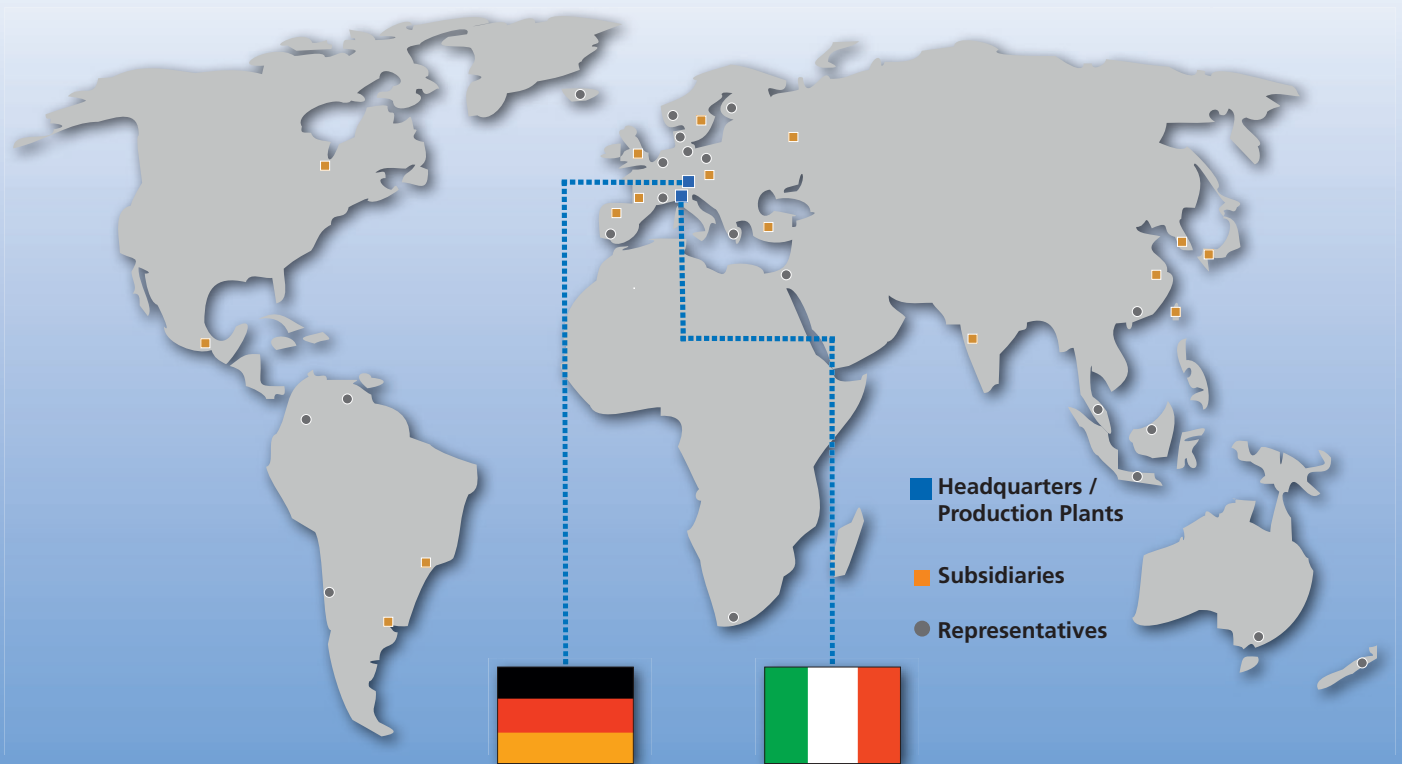 Headquarters /
Production Plants
Subsidiaries
Representatives